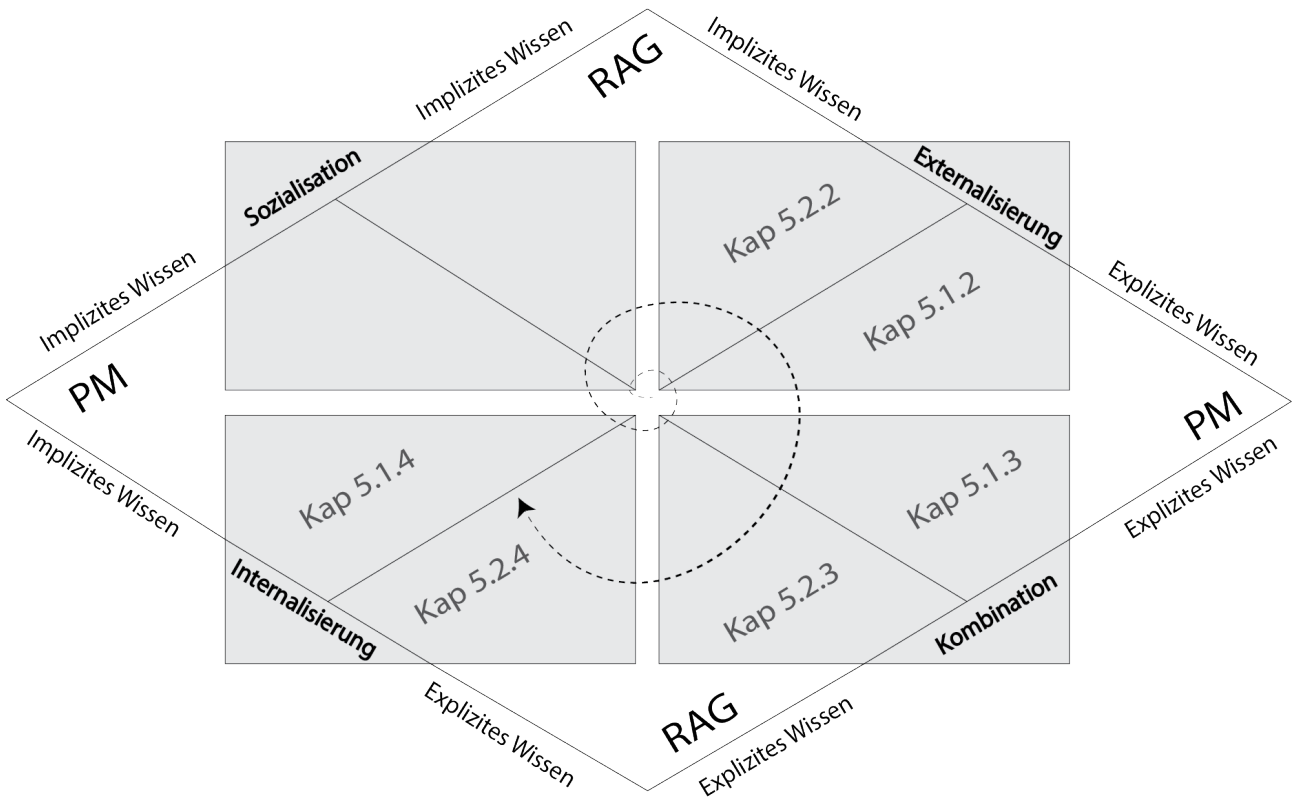 Implizites Wissen
RAG
Implizites Wissen
Sozialisation
Externalisierung
Kap 5.2.2
Implizites Wissen
Kap 5.1.2
Explizites Wissen
PM
PM
Implizites Wissen
Kap 5.1.4
Kap 5.1.3
Explizites Wissen
Internalisierung
Kap 5.2.4
Kap 5.2.3
Kombination
Explizites Wissen
RAG
Explizites Wissen